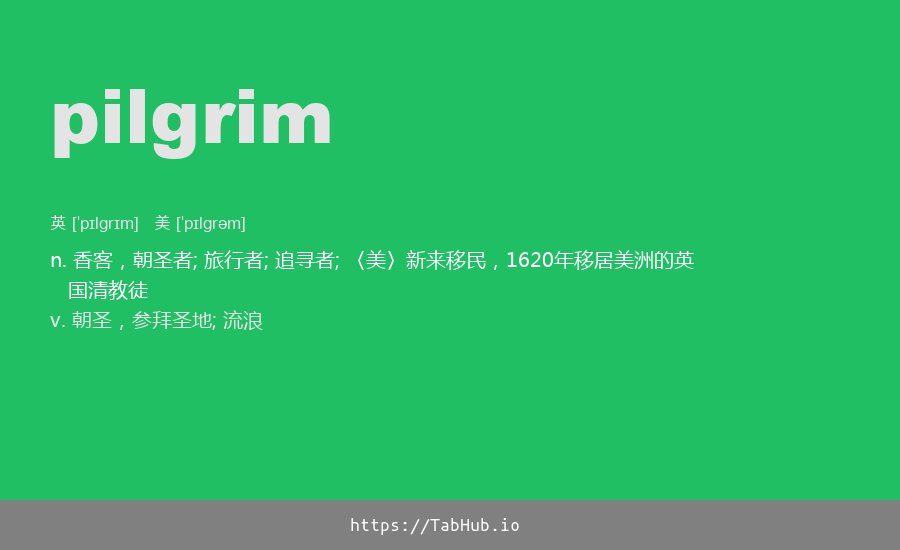 pilgrim
英 [ˈpɪlgrɪm] 美 [ˈpɪlgrəm]
n. 香客，朝圣者; 旅行者; 追寻者; 〈美〉新来移民，1620年移居美洲的英
国清教徒
v. 朝圣，参拜圣地; 流浪
https://TabHub.io